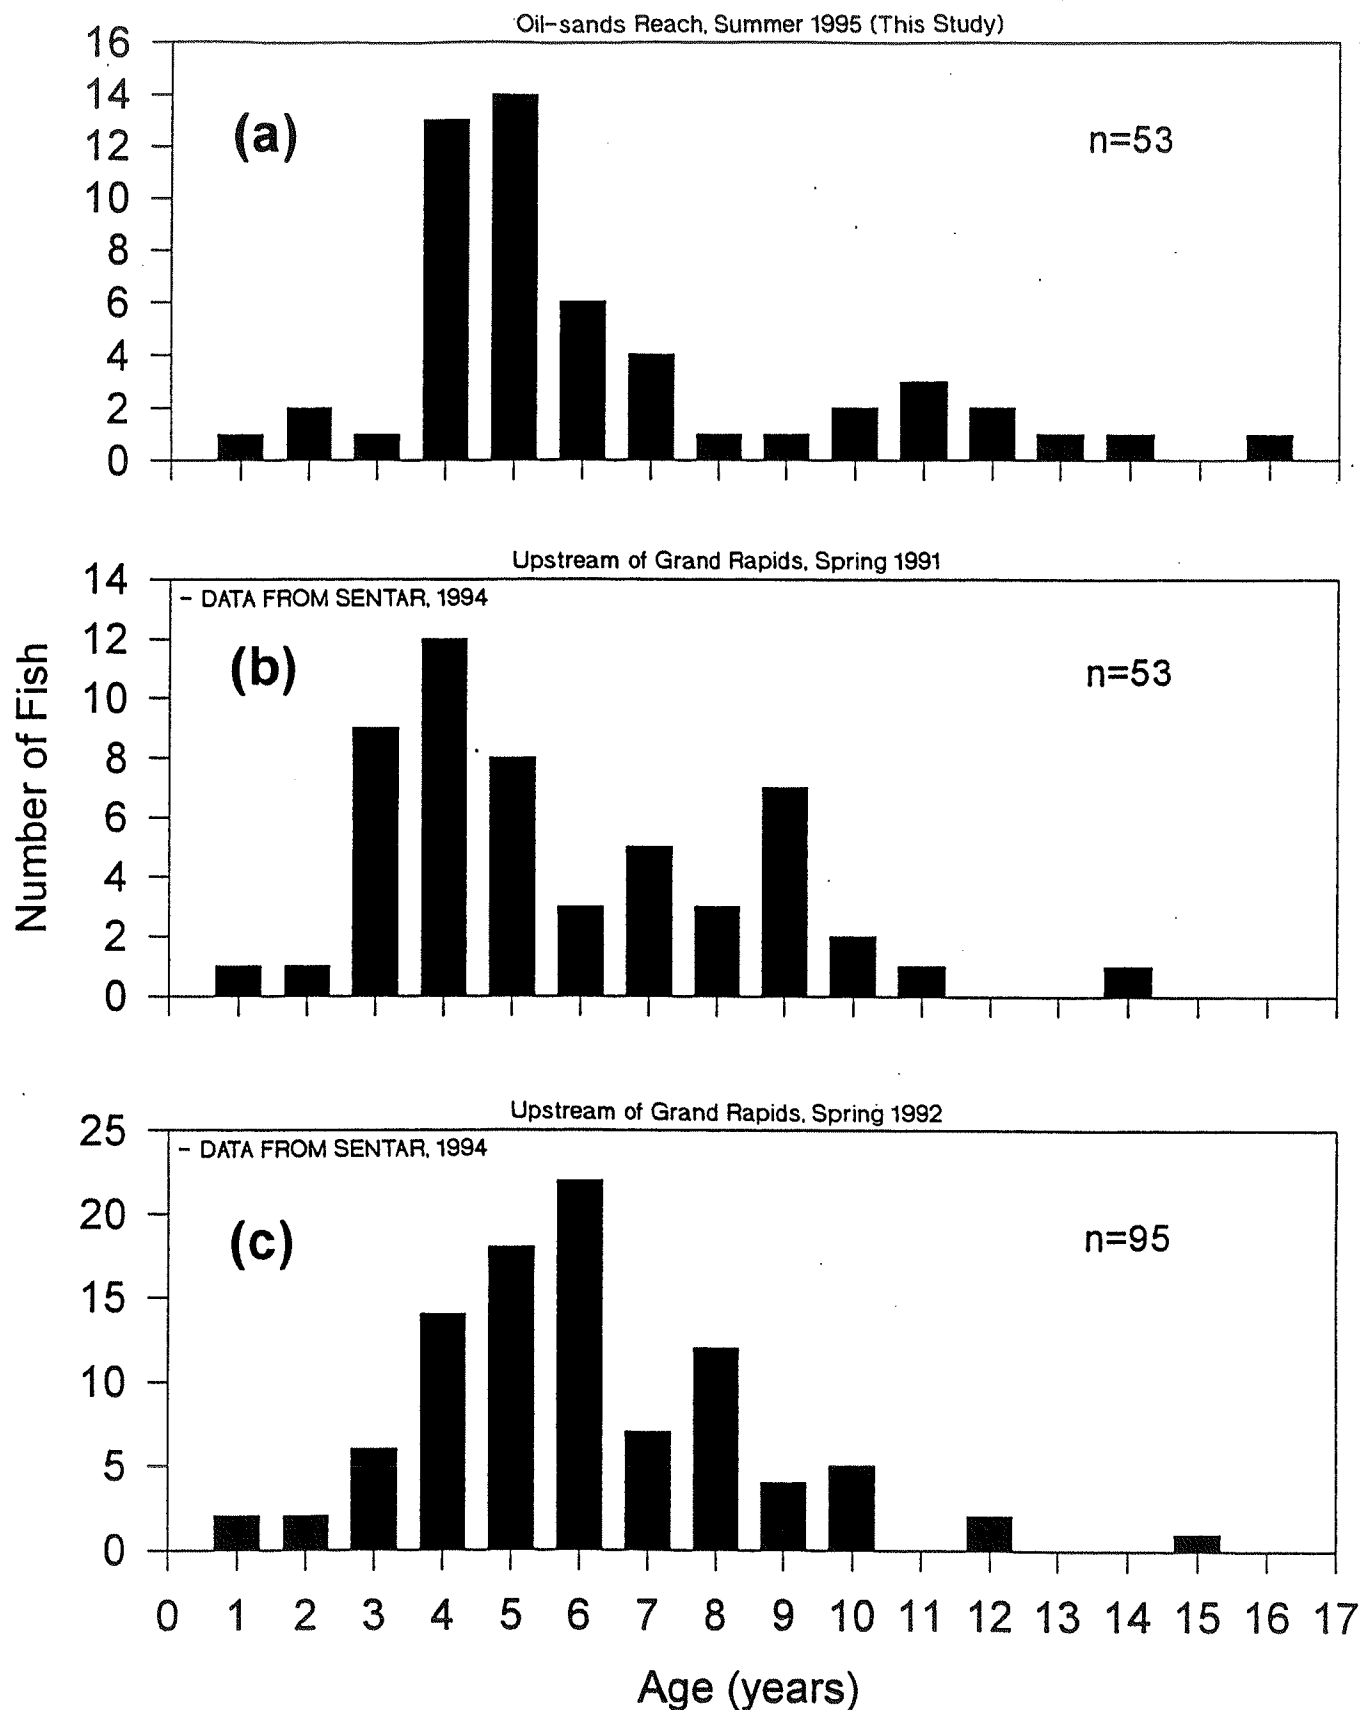 Oil-sands Reach, Summer 1995 (This Study)
16
14
12
10
8
6
4
2
0
(a)
n=53
Upstream of Grand Rapids, Spring 1991
- DATA FROM SENTAR, 1994
14
12
10
8
6
4
2
0
(b)
n=53
Number of Fish
Upstream of Grand Rapids, Spring 1992
- DATA FROM SENTAR, 1994
25
20
15
10
5
0
(c)
n=95
0 1 2 3 4 5 6 7 8 9 10 11 12 13 14 15 16 17
Age (years)